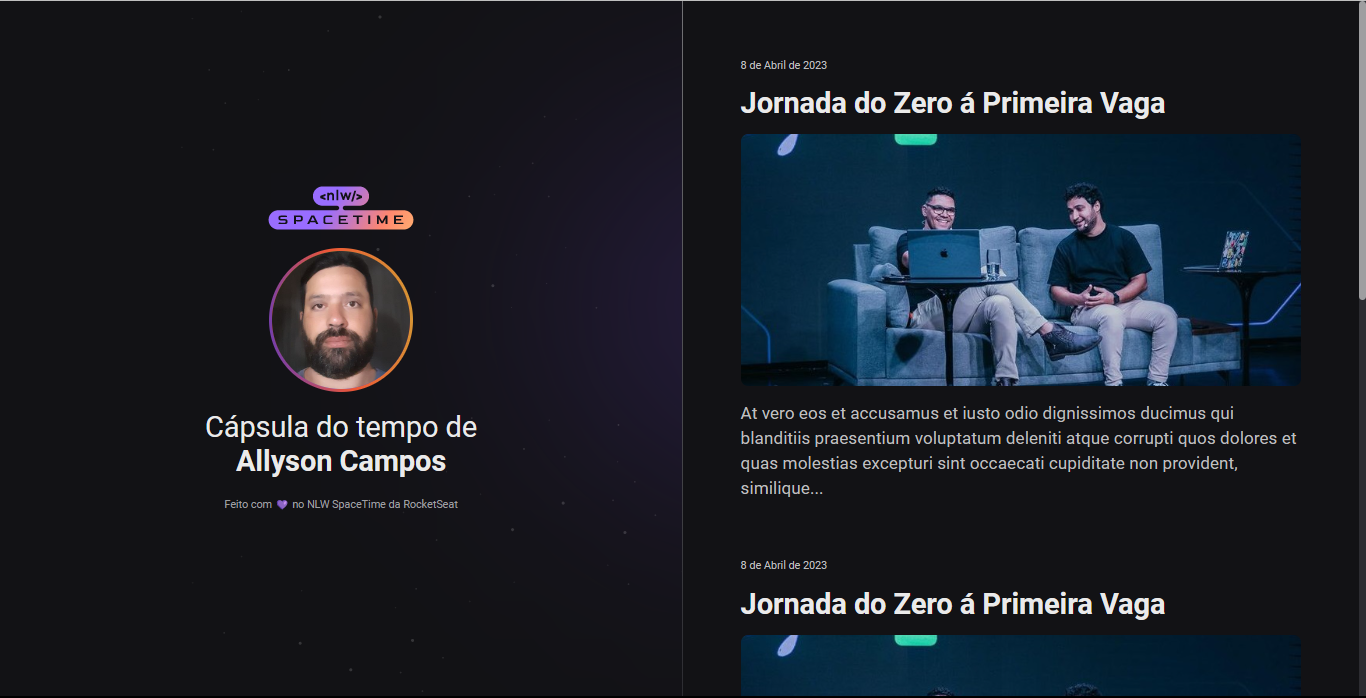 <nlw/>
SPACETIME
Cápsula do tempo de
Allyson Campos
Feito com 💜 no NLW SpaceTime da RocketSeat
8 de Abril de 2023
Jornada do Zero á Primeira Vaga
At vero eos et accusamus et iusto odio dignissimos ducimus qui
blanditiis praesentium voluptatum deleniti atque corrupti quos dolores et
quas molestias excepturi sint occaecati cupiditate non provident,
similique...
8 de Abril de 2023
Jornada do Zero á Primeira Vaga